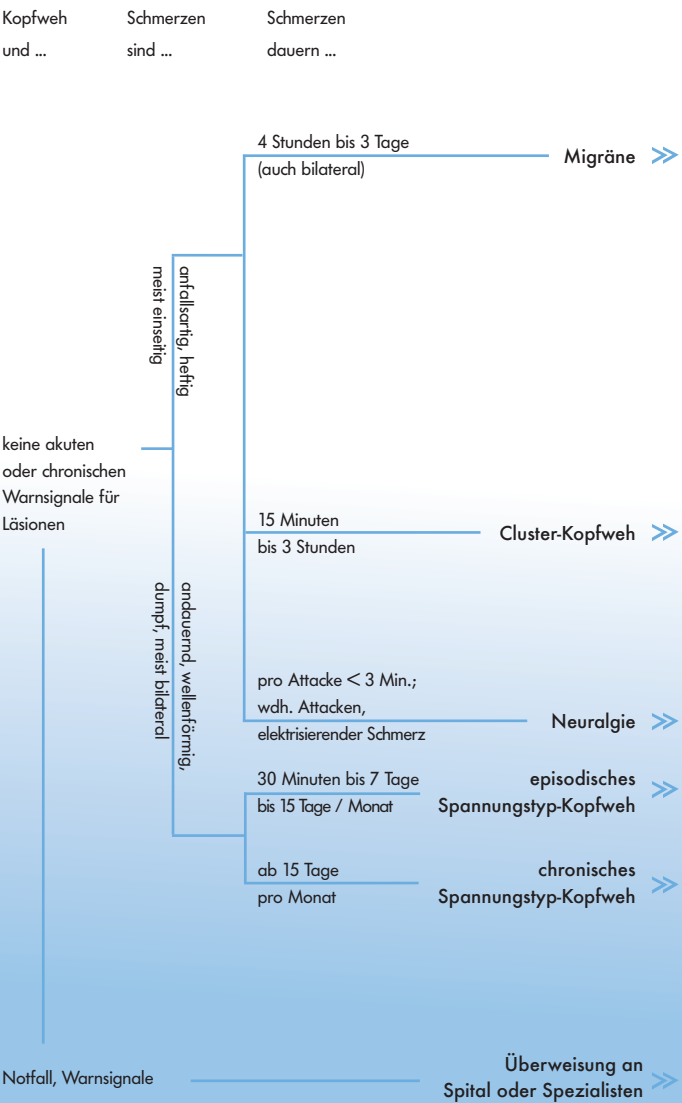 Kopfweh
und ...
Schmerzen
sind ...
Schmerzen
dauern ...
4 Stunden bis 3 Tage
(auch bilateral)
Migräne
anfallsartig, heftig
meist einseitig
keine akuten
oder chronischen
Warnsignale für
Läsionen
15 Minuten
bis 3 Stunden
Cluster-Kopfweh
andauernd, wellenförmig,
dumpf, meist bilateral
pro Attacke < 3 Min.;
wdh. Attacken,
elektrisierender Schmerz
Neuralgie
30 Minuten bis 7 Tage
bis 15 Tage / Monat
episodisches
Spannungstyp-Kopfweh
ab 15 Tage
pro Monat
chronisches
Spannungstyp-Kopfweh
Notfall, Warnsignale
Überweisung an
Spital oder Spezialisten